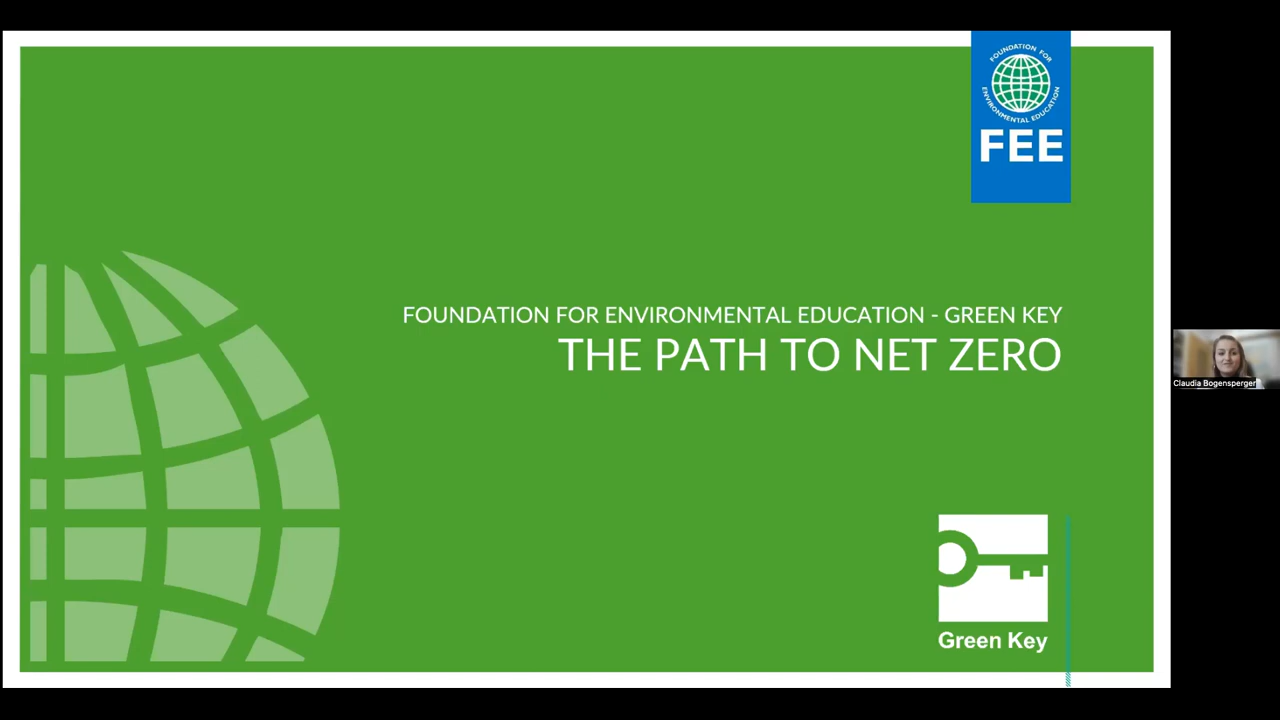 FOUNDATION FOR
ENVIRONMENTAL EDUCATION
FEE
FOUNDATION FOR ENVIRONMENTAL EDUCATION - GREEN KEY
THE PATH TO NET ZERO
Claudia Bogensperger
Green Key